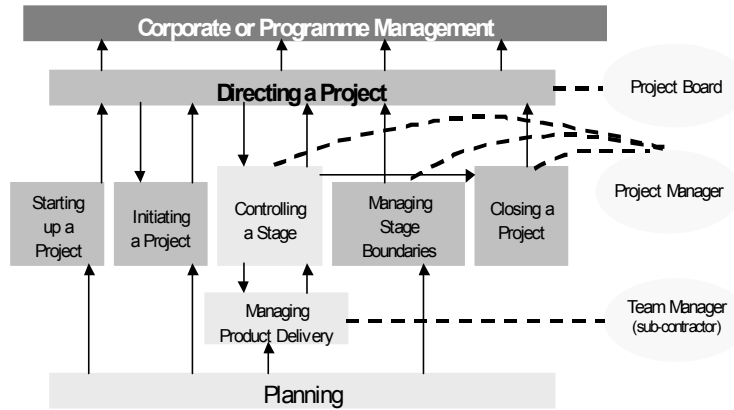 Corporate or Programme Management
Directing a Project
Project Board
Project Manager
Starting
up a
Project
Initiating
a Project
Controlling
a Stage
Managing
Stage
Boundaries
Closing a
Project
Managing
Product Delivery
Team Manager
(sub-contractor)
Planning